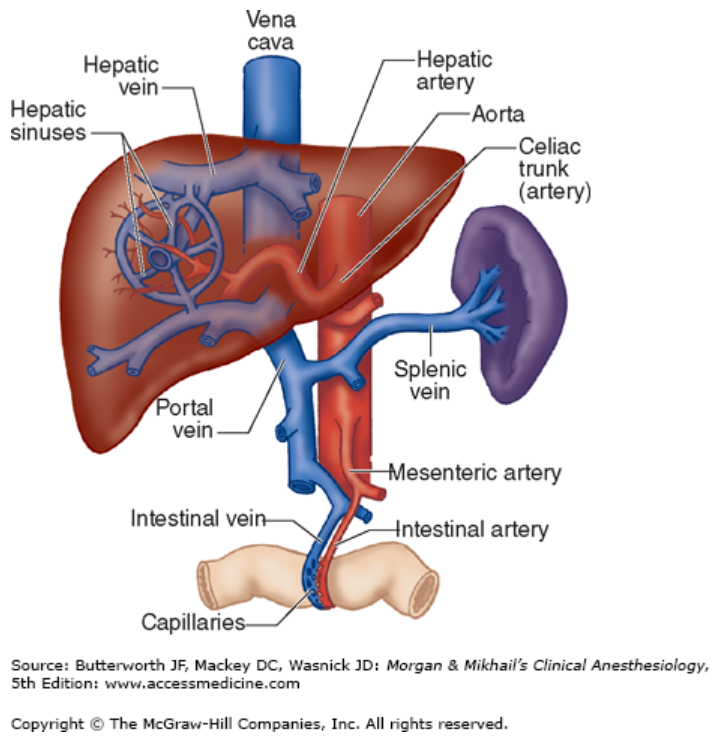 Vena
cava
Hepatic
vein
Hepatic
artery
Hepatic
sinuses
Aorta
Celiac
trunk
(artery)
Splenic
vein
Portal
vein
Mesenteric artery
Intestinal vein
Intestinal artery
Capillaries
Source: Butterworth JF, Mackey DC, Wasnick JD: Morgan & Mikhail's Clinical Anesthesiology,
5th Edition: www.accessmedicine.com
Copyright © The McGraw-Hill Companies, Inc. All rights reserved.